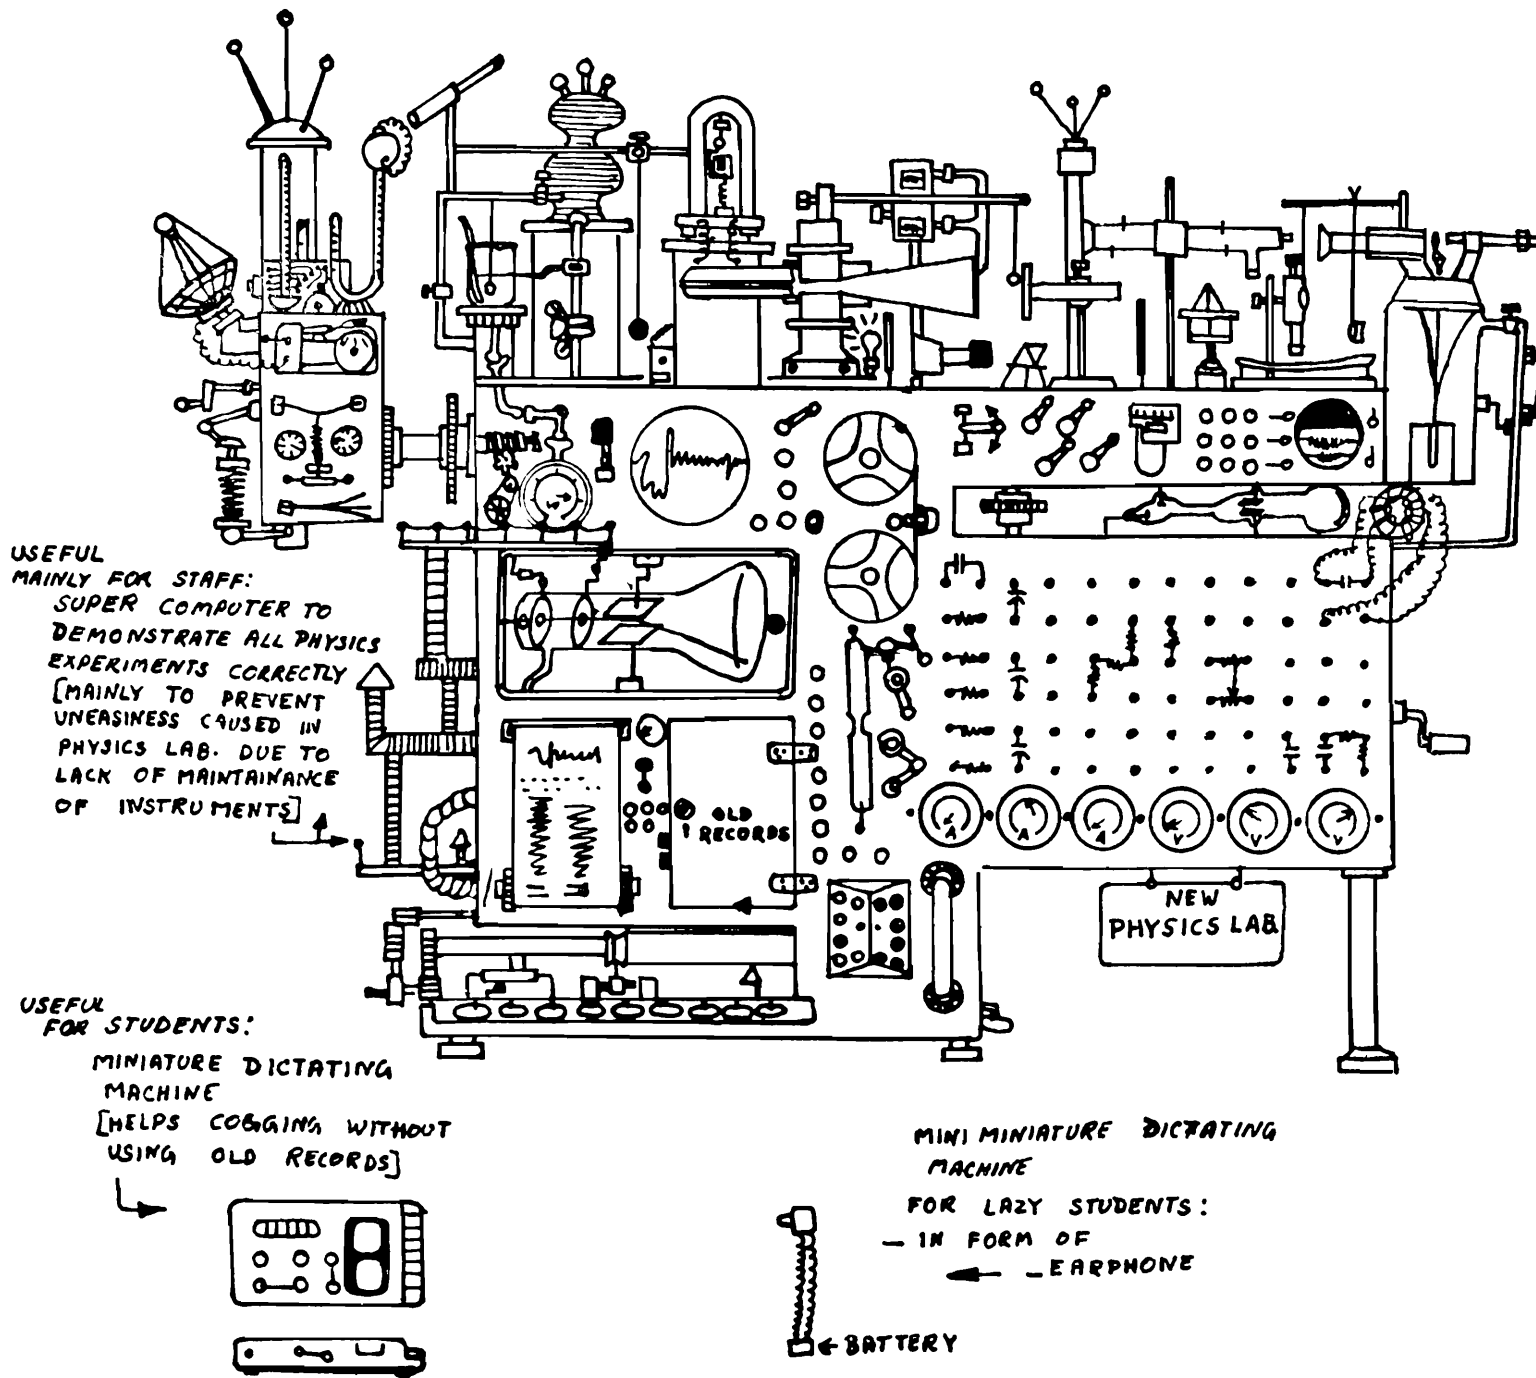 USEFUL
MAINLY FOR STAFF:
SUPER COMPUTER TO
DEMONSTRATE ALL PHYSICS
EXPERIMENTS CORRECTLY
[MAINLY TO PREVENT
UNEASINESS CAUSED IN
PHYSICS LAB. DUE TO
LACK OF MAINTAINANCE
OF INSTRUMENTS]
OLD
RECORDS
A A A V V V
NEW
PHYSICS LAB
USEFUL
FOR STUDENTS:
MINIATURE DICTATING
MACHINE
[HELPS COGGING WITHOUT
USING OLD RECORDS]
MINI MINIATURE DICTATING
MACHINE
FOR LAZY STUDENTS:
– IN FORM OF
– EARPHONE
BATTERY